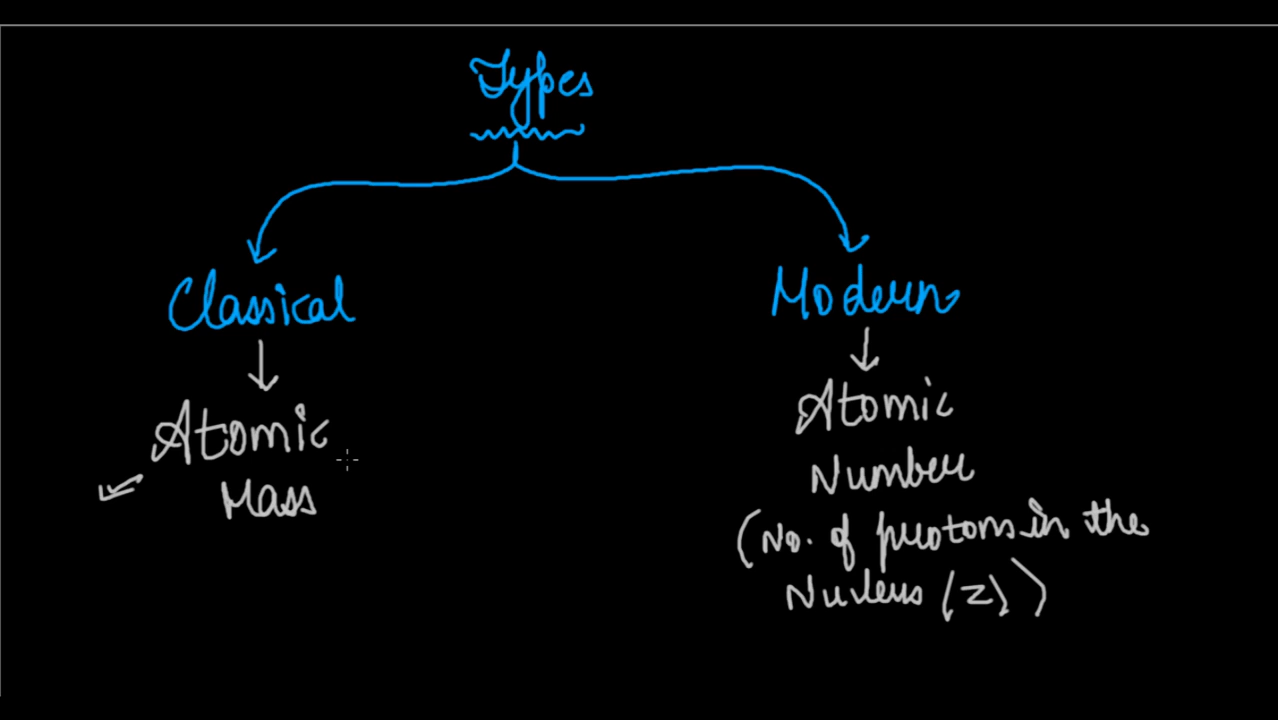 Types
Classical
Modern
Atomic
Mass
Atomic
Number
(No. of protons in the
Nucleus (Z))